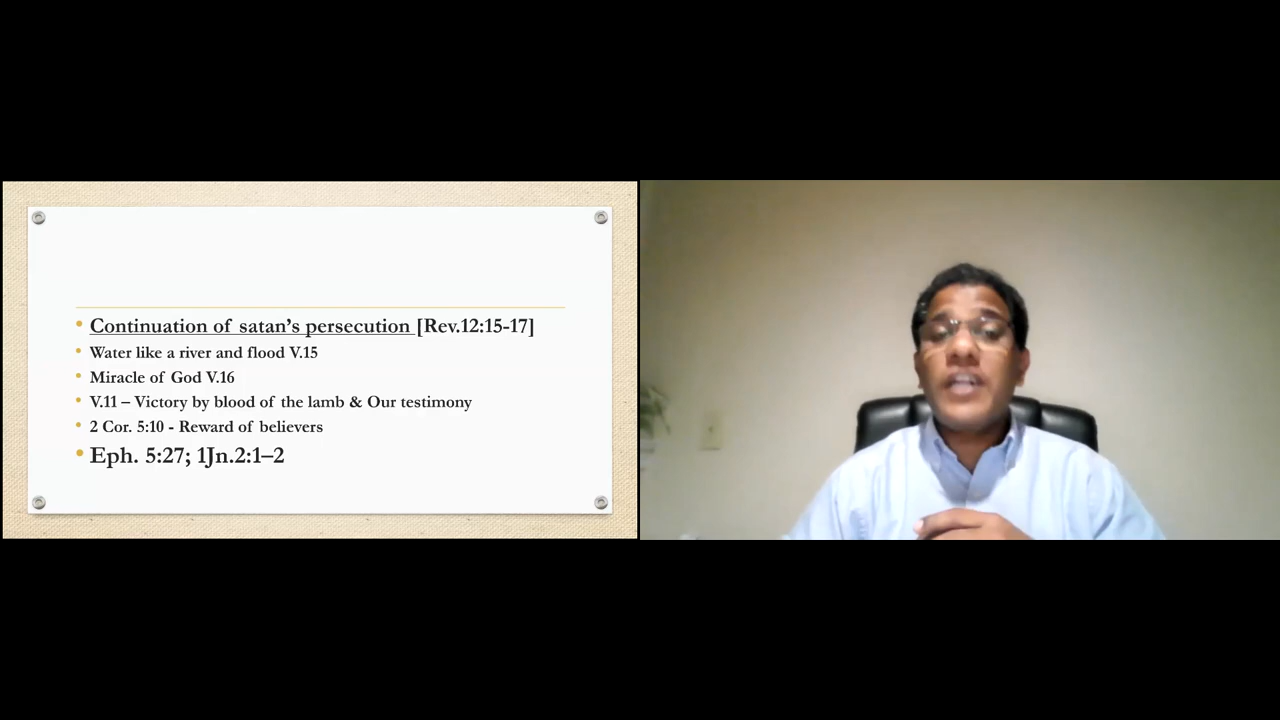 Continuation of satan's persecution [Rev.12:15-17]
Water like a river and flood V.15
Miracle of God V.16
V.11 – Victory by blood of the lamb & Our testimony
2 Cor. 5:10 - Reward of believers
Eph. 5:27; 1Jn.2:1–2